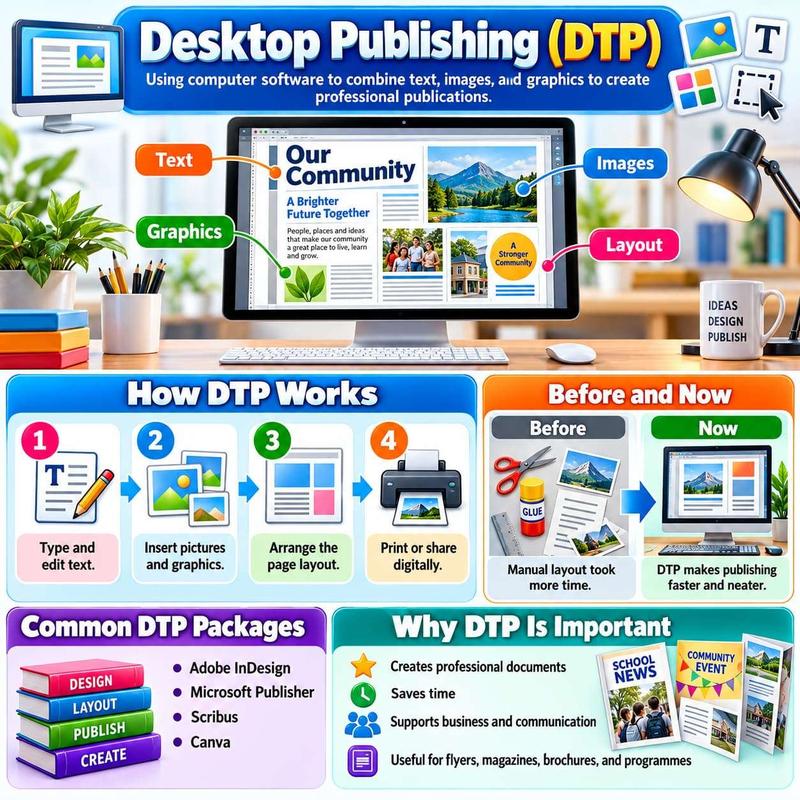 Desktop Publishing (DTP)
Using computer software to combine text, images, and graphics to create
professional publications.
T
Text
Graphics
Images
Layout
Our
Community
A Brighter
Future Together
People, places and ideas
that make our community
a great place to live, learn
and grow.
A
Stronger
Community
IDEAS
DESIGN
PUBLISH
How DTP Works
1
T
Type and
edit text.
2
Insert pictures
and graphics.
3
Arrange the
page layout.
4
Print or share
digitally.
Before and Now
Before
GLUE
Manual layout took
more time.
Now
DTP makes publishing
faster and neater.
Common DTP Packages
DESIGN
LAYOUT
PUBLISH
CREATE
Adobe InDesign
Microsoft Publisher
Scribus
Canva
Why DTP Is Important
Creates professional documents
Saves time
Supports business and communication
Useful for flyers, magazines, brochures, and programmes
SCHOOL
NEWS
COMMUNITY
EVENT